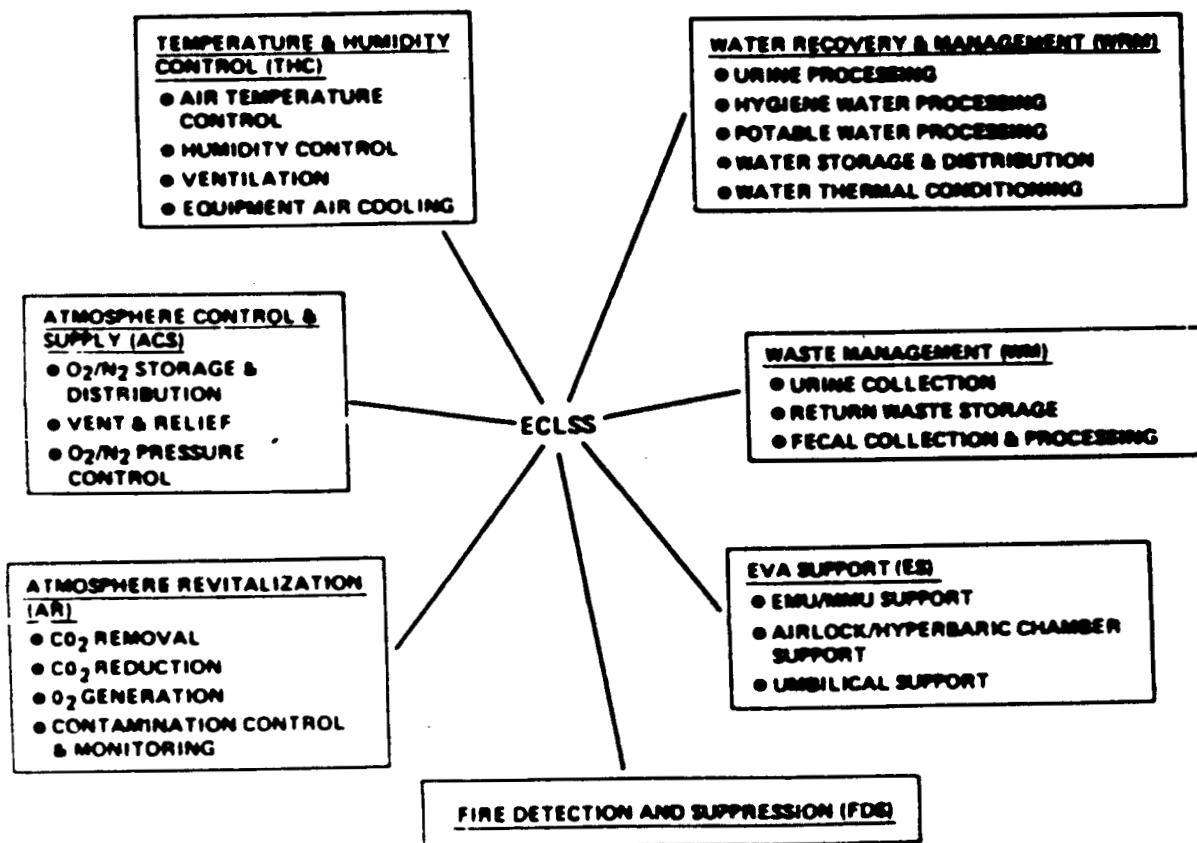 TEMPERATURE & HUMIDITY
CONTROL (THC)
● AIR TEMPERATURE
CONTROL
● HUMIDITY CONTROL
● VENTILATION
● EQUIPMENT AIR COOLING
WATER RECOVERY & MANAGEMENT (WRM)
● URINE PROCESSING
● HYGIENE WATER PROCESSING
● POTABLE WATER PROCESSING
● WATER STORAGE & DISTRIBUTION
● WATER THERMAL CONDITIONING
ATMOSPHERE CONTROL &
SUPPLY (ACS)
● O2/N2 STORAGE &
DISTRIBUTION
● VENT & RELIEF
● O2/N2 PRESSURE
CONTROL
ECLSS
WASTE MANAGEMENT (WM)
● URINE COLLECTION
● RETURN WASTE STORAGE
● FECAL COLLECTION & PROCESSING
ATMOSPHERE REVITALIZATION
(AR)
● CO2 REMOVAL
● CO2 REDUCTION
● O2 GENERATION
● CONTAMINATION CONTROL
& MONITORING
EVA SUPPORT (ES)
● EMU/MMU SUPPORT
● AIRLOCK/HYPERBARIC CHAMBER
SUPPORT
● UMBILICAL SUPPORT
FIRE DETECTION AND SUPPRESSION (FDS)